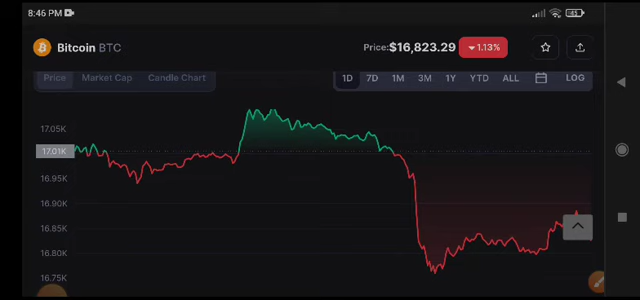 8:46 PM
43
Bitcoin BTC
Price: $16,823.29 1.13%
Price Market Cap Candle Chart
1D 7D 1M 3M 1Y YTD ALL LOG
17.05K
17.01K
16.95K
16.90K
16.85K
16.80K
16.75K